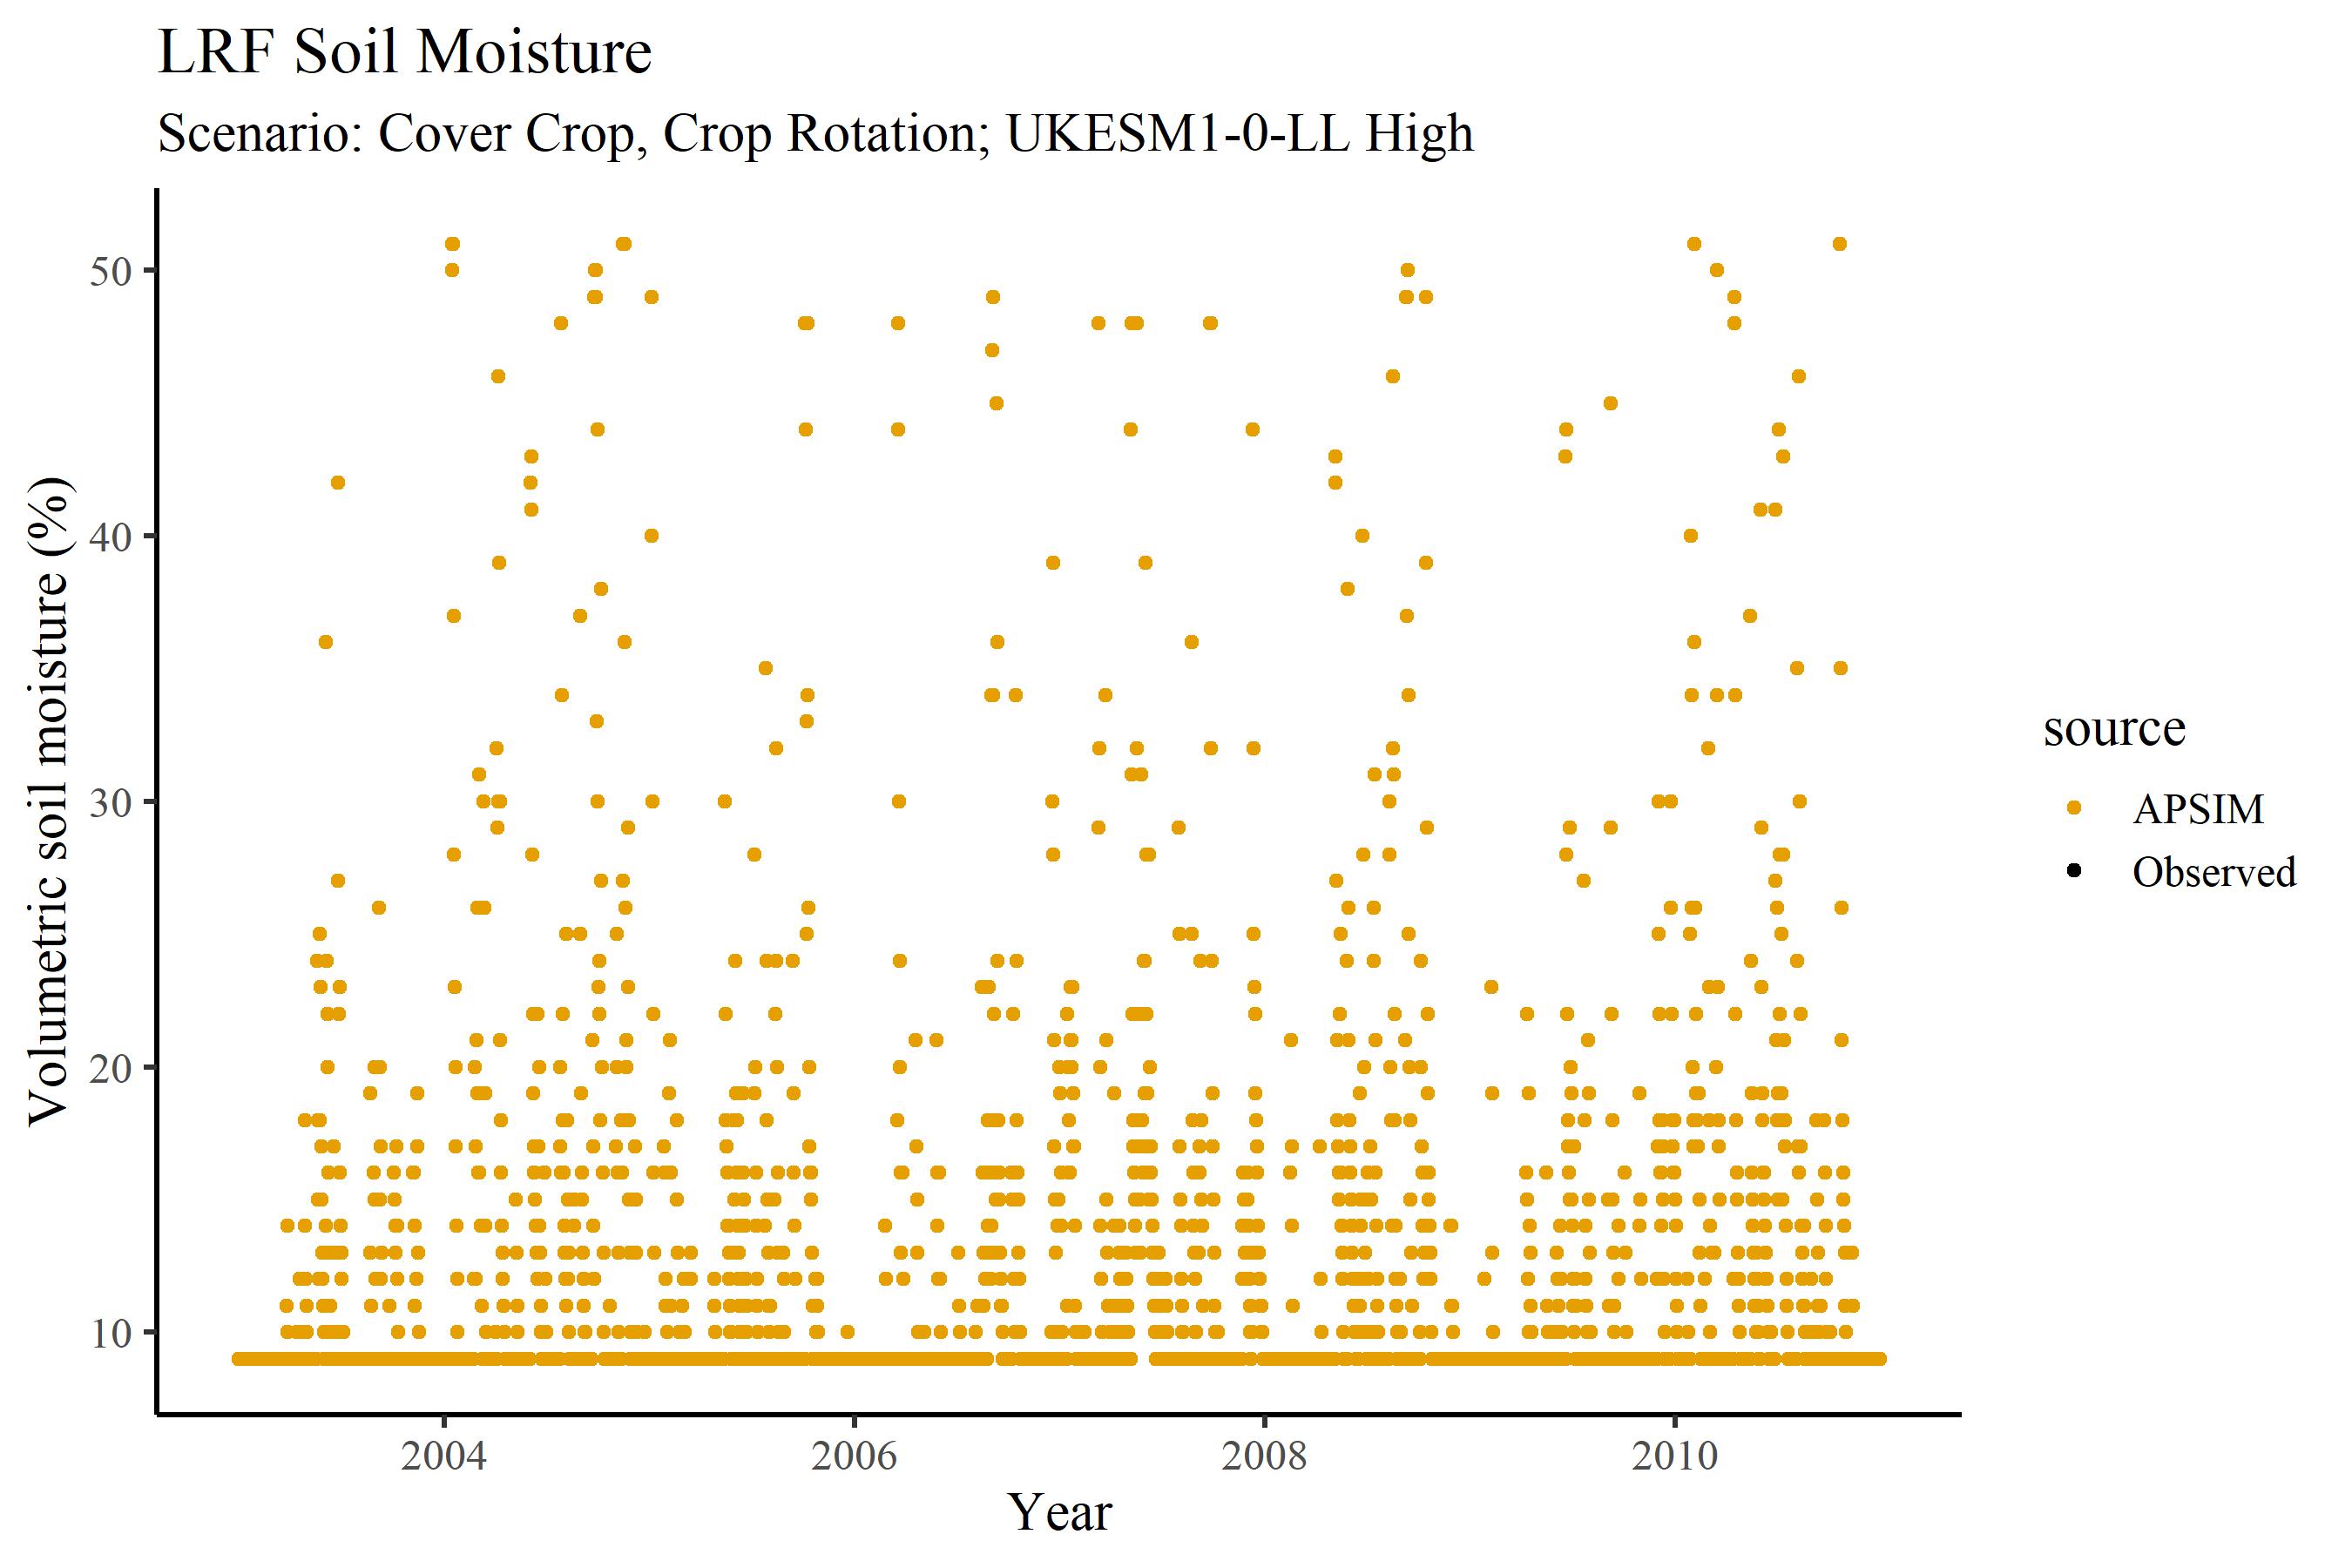 LRF Soil Moisture
Scenario: Cover Crop, Crop Rotation; UKESM1-0-LL High
Volumetric soil moisture (%)
50
40
30
20
10
2004
2006
2008
2010
Year
source
APSIM
Observed